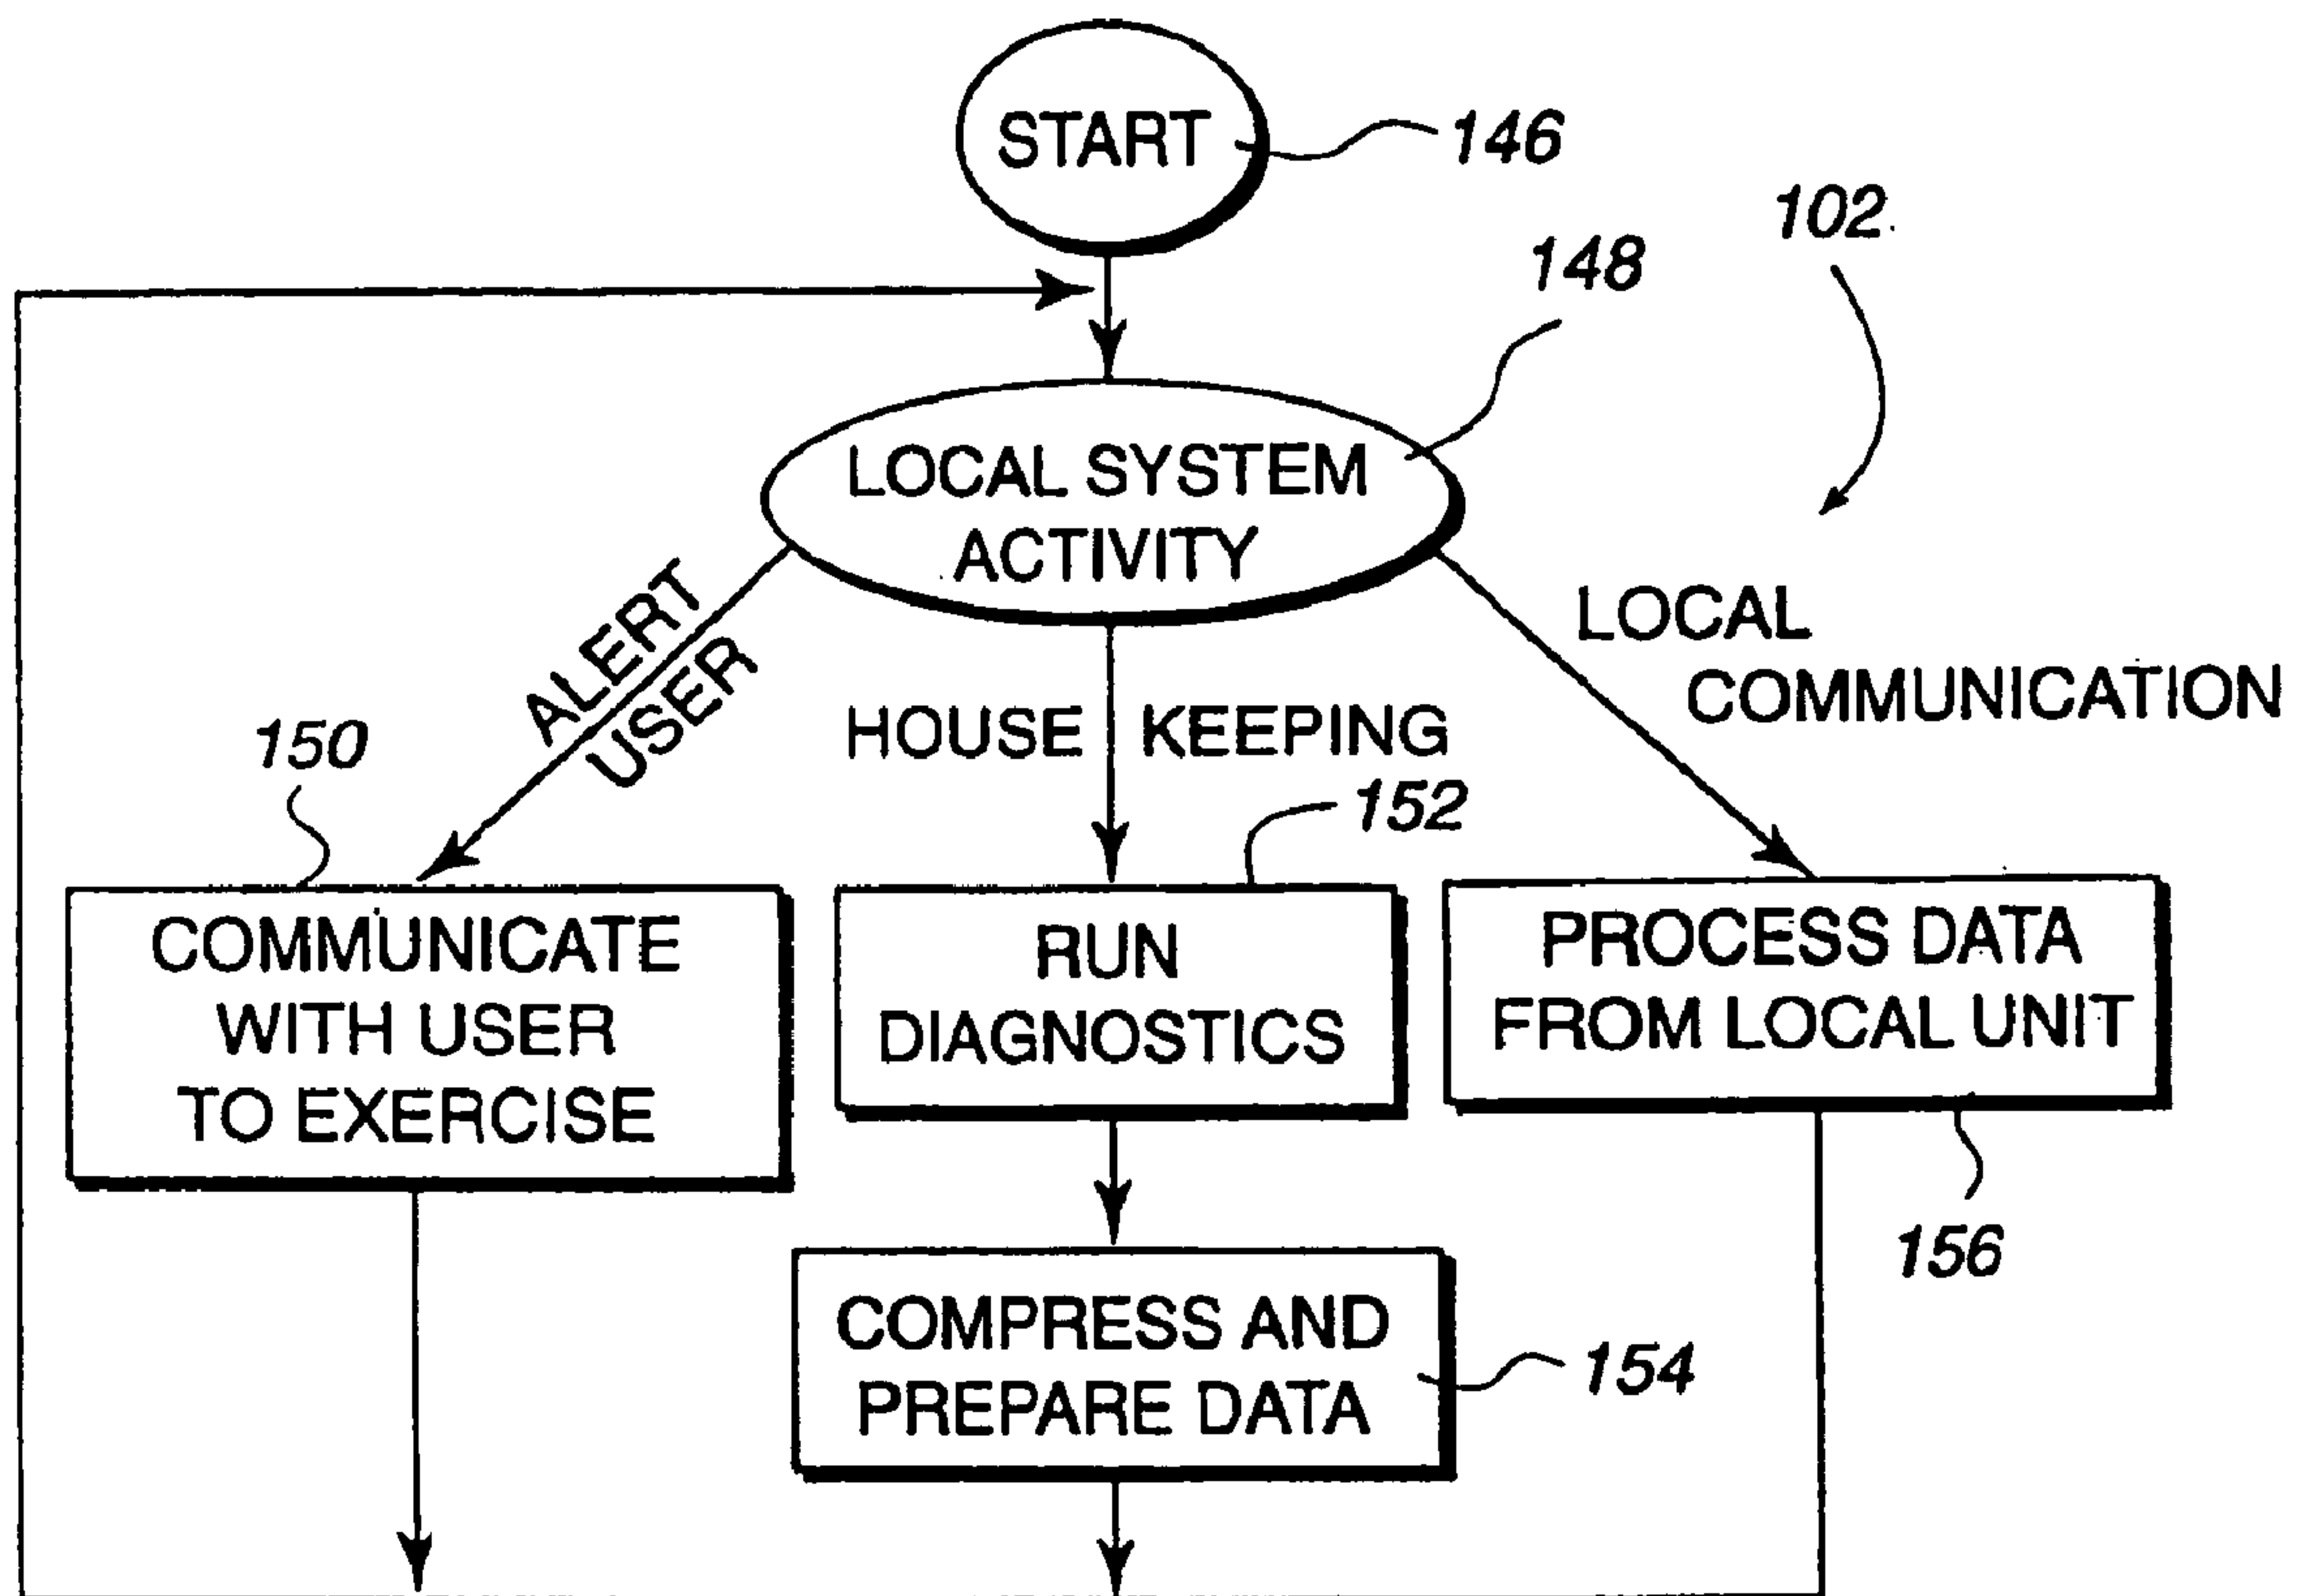 START
146
102
148
LOCAL SYSTEM
ACTIVITY
ALERT
USER
LOCAL
COMMUNICATION
HOUSE KEEPING
150
152
COMMUNICATE
WITH USER
TO EXERCISE
RUN
DIAGNOSTICS
PROCESS DATA
FROM LOCAL UNIT
156
COMPRESS AND
PREPARE DATA
154